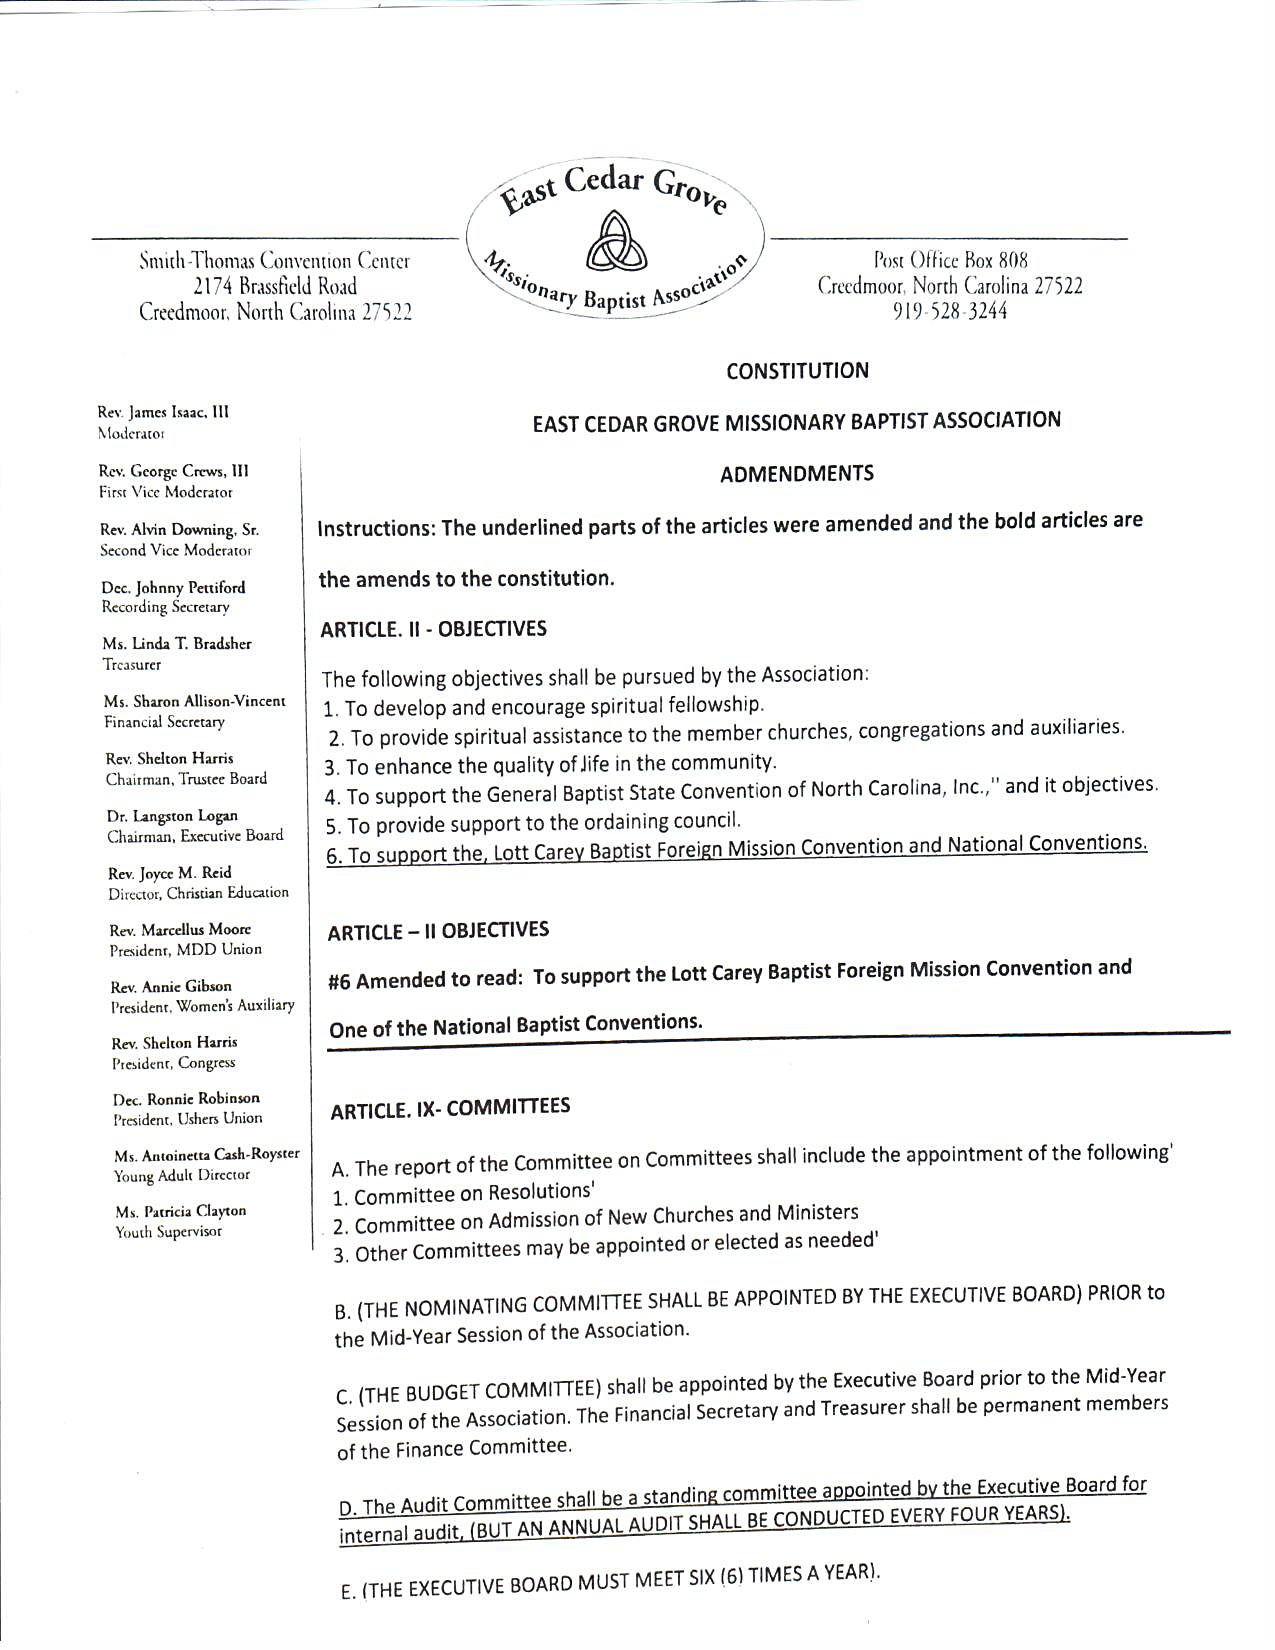 East Cedar Grove
Missionary Baptist Association
Smith-Thomas Convention Center
2174 Brassfield Road
Creedmoor, North Carolina 27522
Post Office Box 808
Creedmoor, North Carolina 27522
919-528-3244
Rev. James Isaac, III
Moderator
Rev. George Crews, III
First Vice Moderator
Rev. Alvin Downing, Sr.
Second Vice Moderator
Dec. Johnny Pettiford
Recording Secretary
Ms. Linda T. Bradsher
Treasurer
Ms. Sharon Allison-Vincent
Financial Secretary
Rev. Shelton Harris
Chairman, Trustee Board
Dr. Langston Logan
Chairman, Executive Board
Rev. Joyce M. Reid
Director, Christian Education
Rev. Marcellus Moore
President, MDD Union
Rev. Annie Gibson
President, Women's Auxiliary
Rev. Shelton Harris
President, Congress
Dec. Ronnie Robinson
President, Ushers Union
Ms. Antoinetta Cash-Royster
Young Adult Director
Ms. Patricia Clayton
Youth Supervisor
CONSTITUTION
EAST CEDAR GROVE MISSIONARY BAPTIST ASSOCIATION
ADMENDMENTS
Instructions: The underlined parts of the articles were amended and the bold articles are
the amends to the constitution.
ARTICLE. II - OBJECTIVES
The following objectives shall be pursued by the Association:
1. To develop and encourage spiritual fellowship.
2. To provide spiritual assistance to the member churches, congregations and auxiliaries.
3. To enhance the quality of.life in the community.
4. To support the General Baptist State Convention of North Carolina, Inc.," and it objectives.
5. To provide support to the ordaining council.
6. To support the, Lott Carey Baptist Foreign Mission Convention and National Conventions.
ARTICLE – II OBJECTIVES
#6 Amended to read: To support the Lott Carey Baptist Foreign Mission Convention and
One of the National Baptist Conventions.
ARTICLE. IX- COMMITTEES
A. The report of the Committee on Committees shall include the appointment of the following'
1. Committee on Resolutions'
2. Committee on Admission of New Churches and Ministers
3. Other Committees may be appointed or elected as needed'
B. (THE NOMINATING COMMITTEE SHALL BE APPOINTED BY THE EXECUTIVE BOARD) PRIOR to
the Mid-Year Session of the Association.
C. (THE BUDGET COMMITTEE) shall be appointed by the Executive Board prior to the Mid-Year
Session of the Association. The Financial Secretary and Treasurer shall be permanent members
of the Finance Committee.
D. The Audit Committee shall be a standing committee appointed by the Executive Board for
internal audit, (BUT AN ANNUAL AUDIT SHALL BE CONDUCTED EVERY FOUR YEARS).
E. (THE EXECUTIVE BOARD MUST MEET SIX (6) TIMES A YEAR).